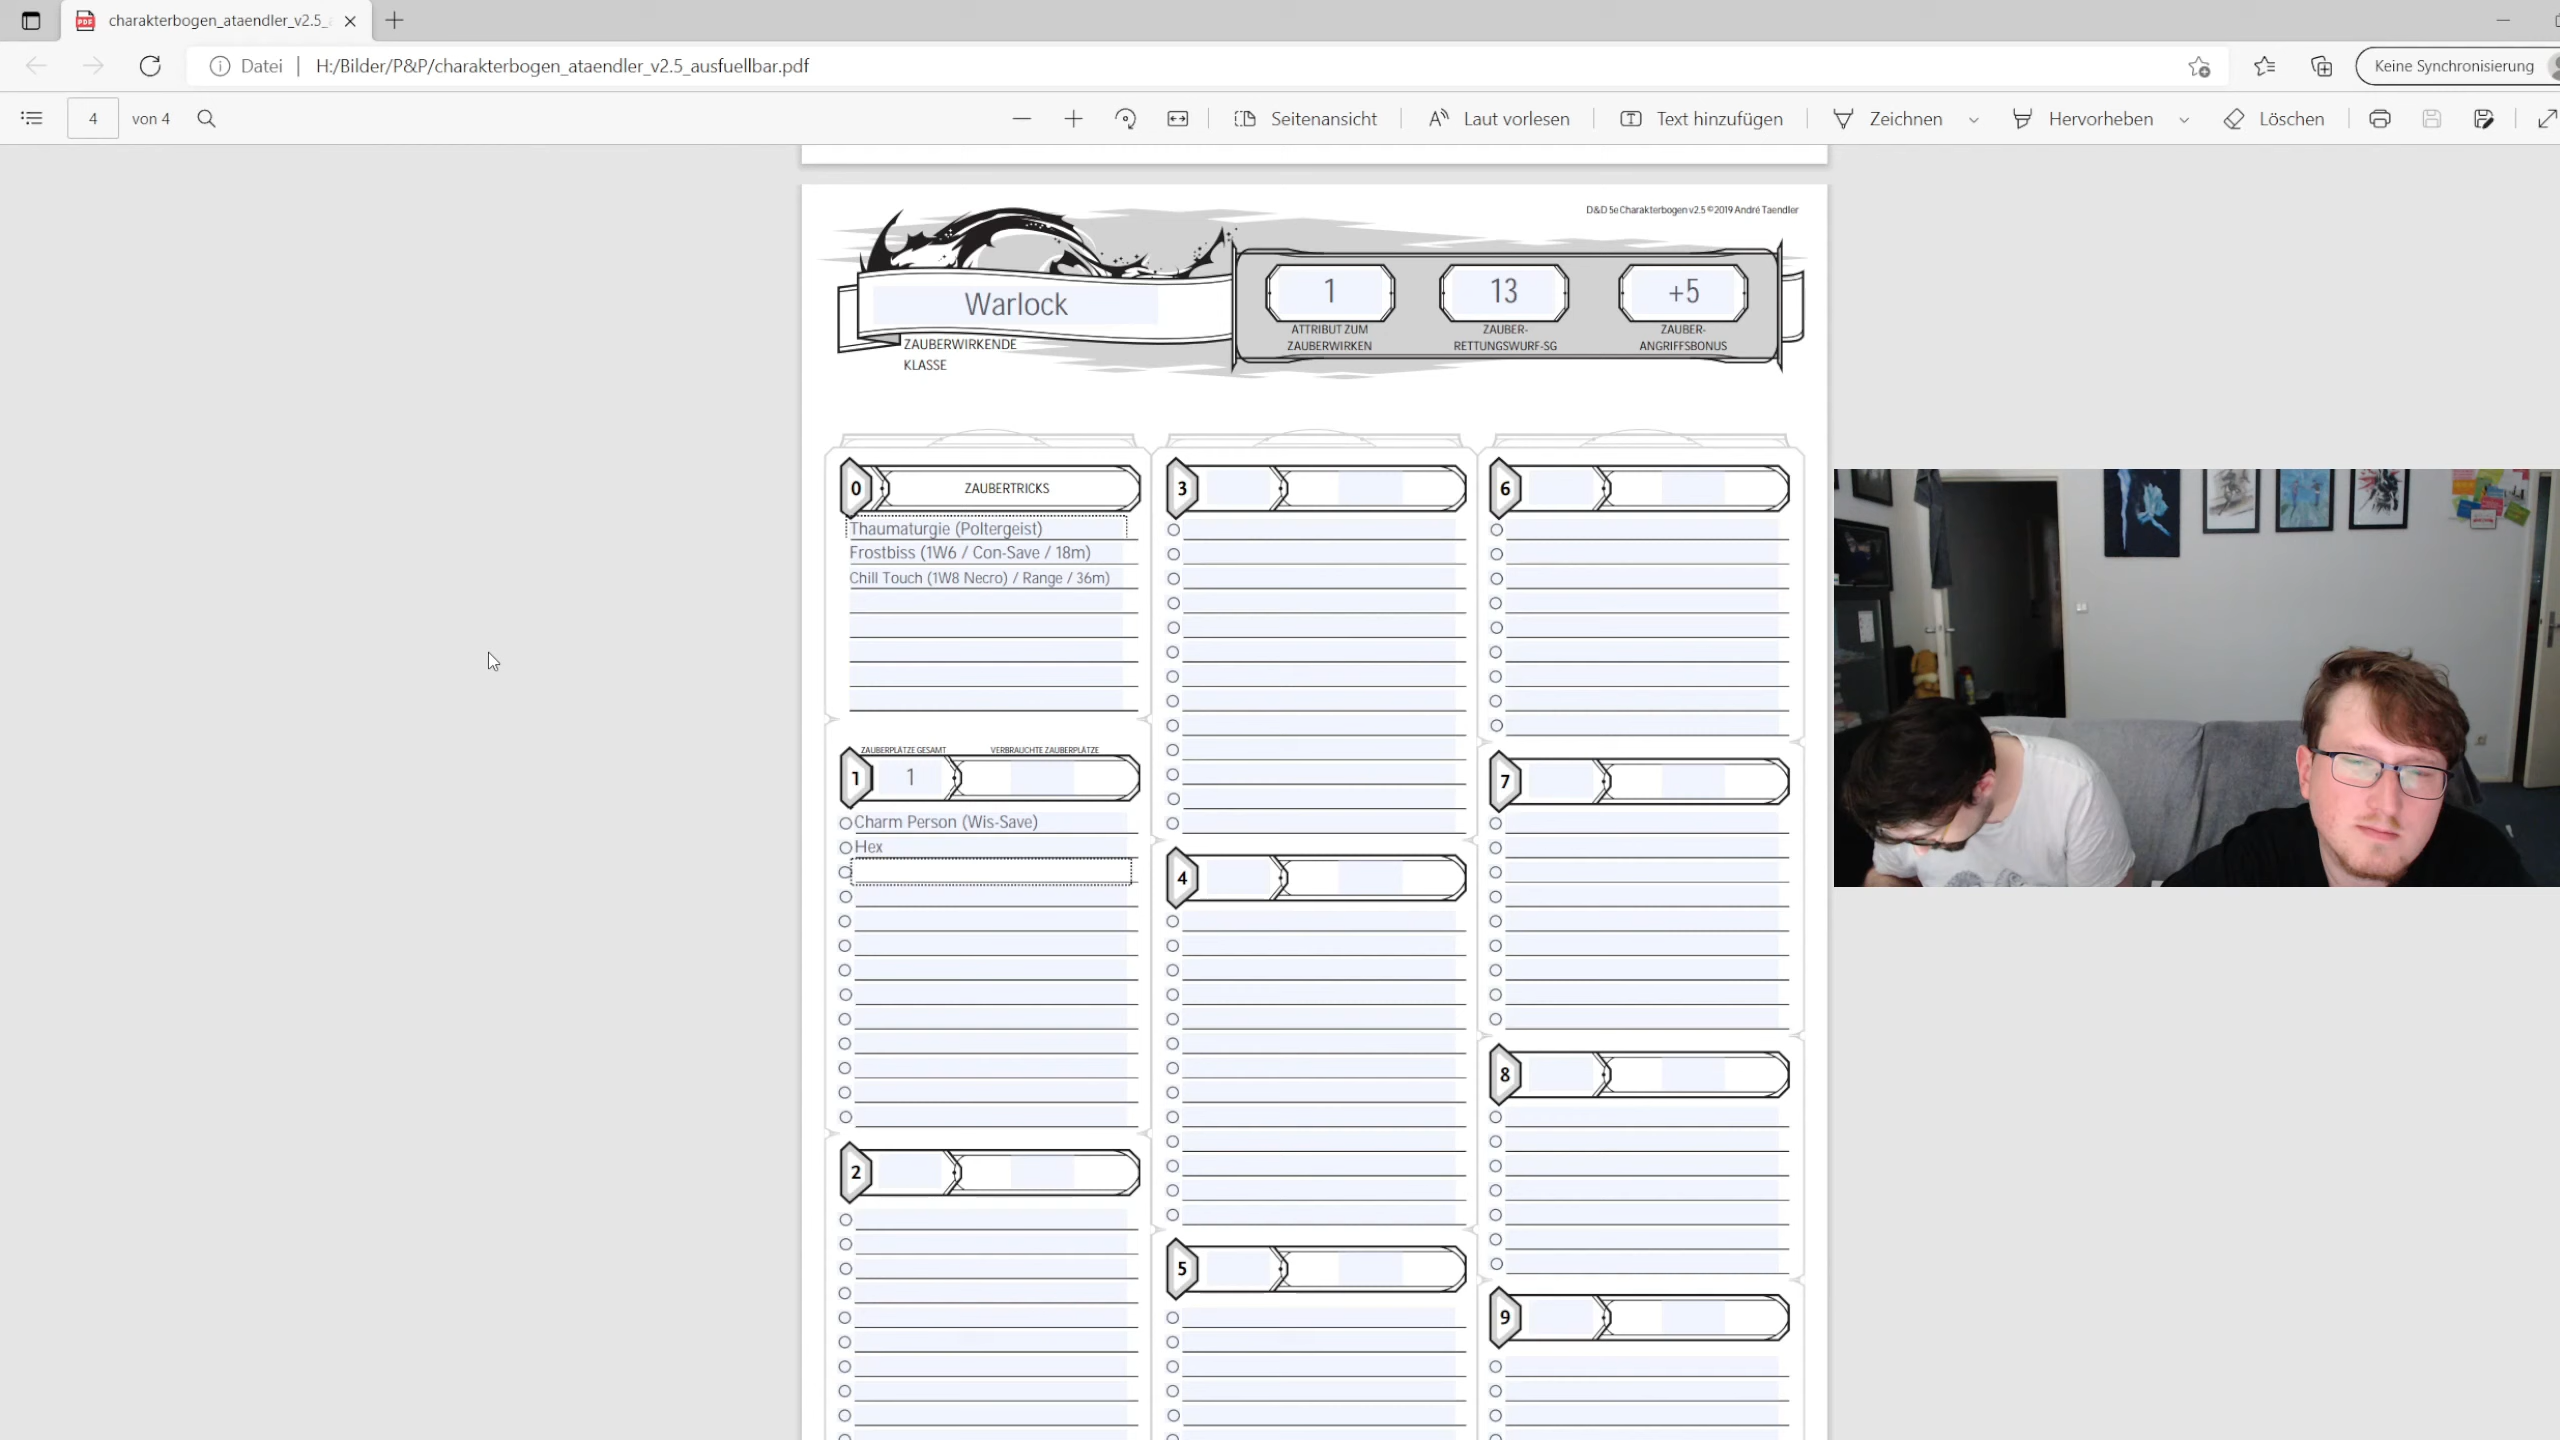 charakterbogen_ataendler_v2.5_
Datei | H:/Bilder/P&P/charakterbogen_ataendler_v2.5_ausfuellbar.pdf
Keine Synchronisierung
4 von 4
Seitenansicht
Laut vorlesen
Text hinzufügen
Zeichnen
Hervorheben
Löschen
D&D 5e Charakterbogen v2.5 ©2019 André Taendler
Warlock
ZAUBERWIRKENDE
KLASSE
1
ATTRIBUT ZUM
ZAUBERWIRKEN
13
ZAUBER-
RETTUNGSWURF-SG
+5
ZAUBER-
ANGRIFFSBONUS
0 ZAUBERTRICKS
Thaumaturgie (Poltergeist)
Frostbiss (1W6 / Con-Save / 18m)
Chill Touch (1W8 Necro) / Range / 36m)
ZAUBERPLÄTZE GESAMT
VERBRAUCHTE ZAUBERPLÄTZE
1 1
Charm Person (Wis-Save)
Hex
2
3
4
5
6
7
8
9